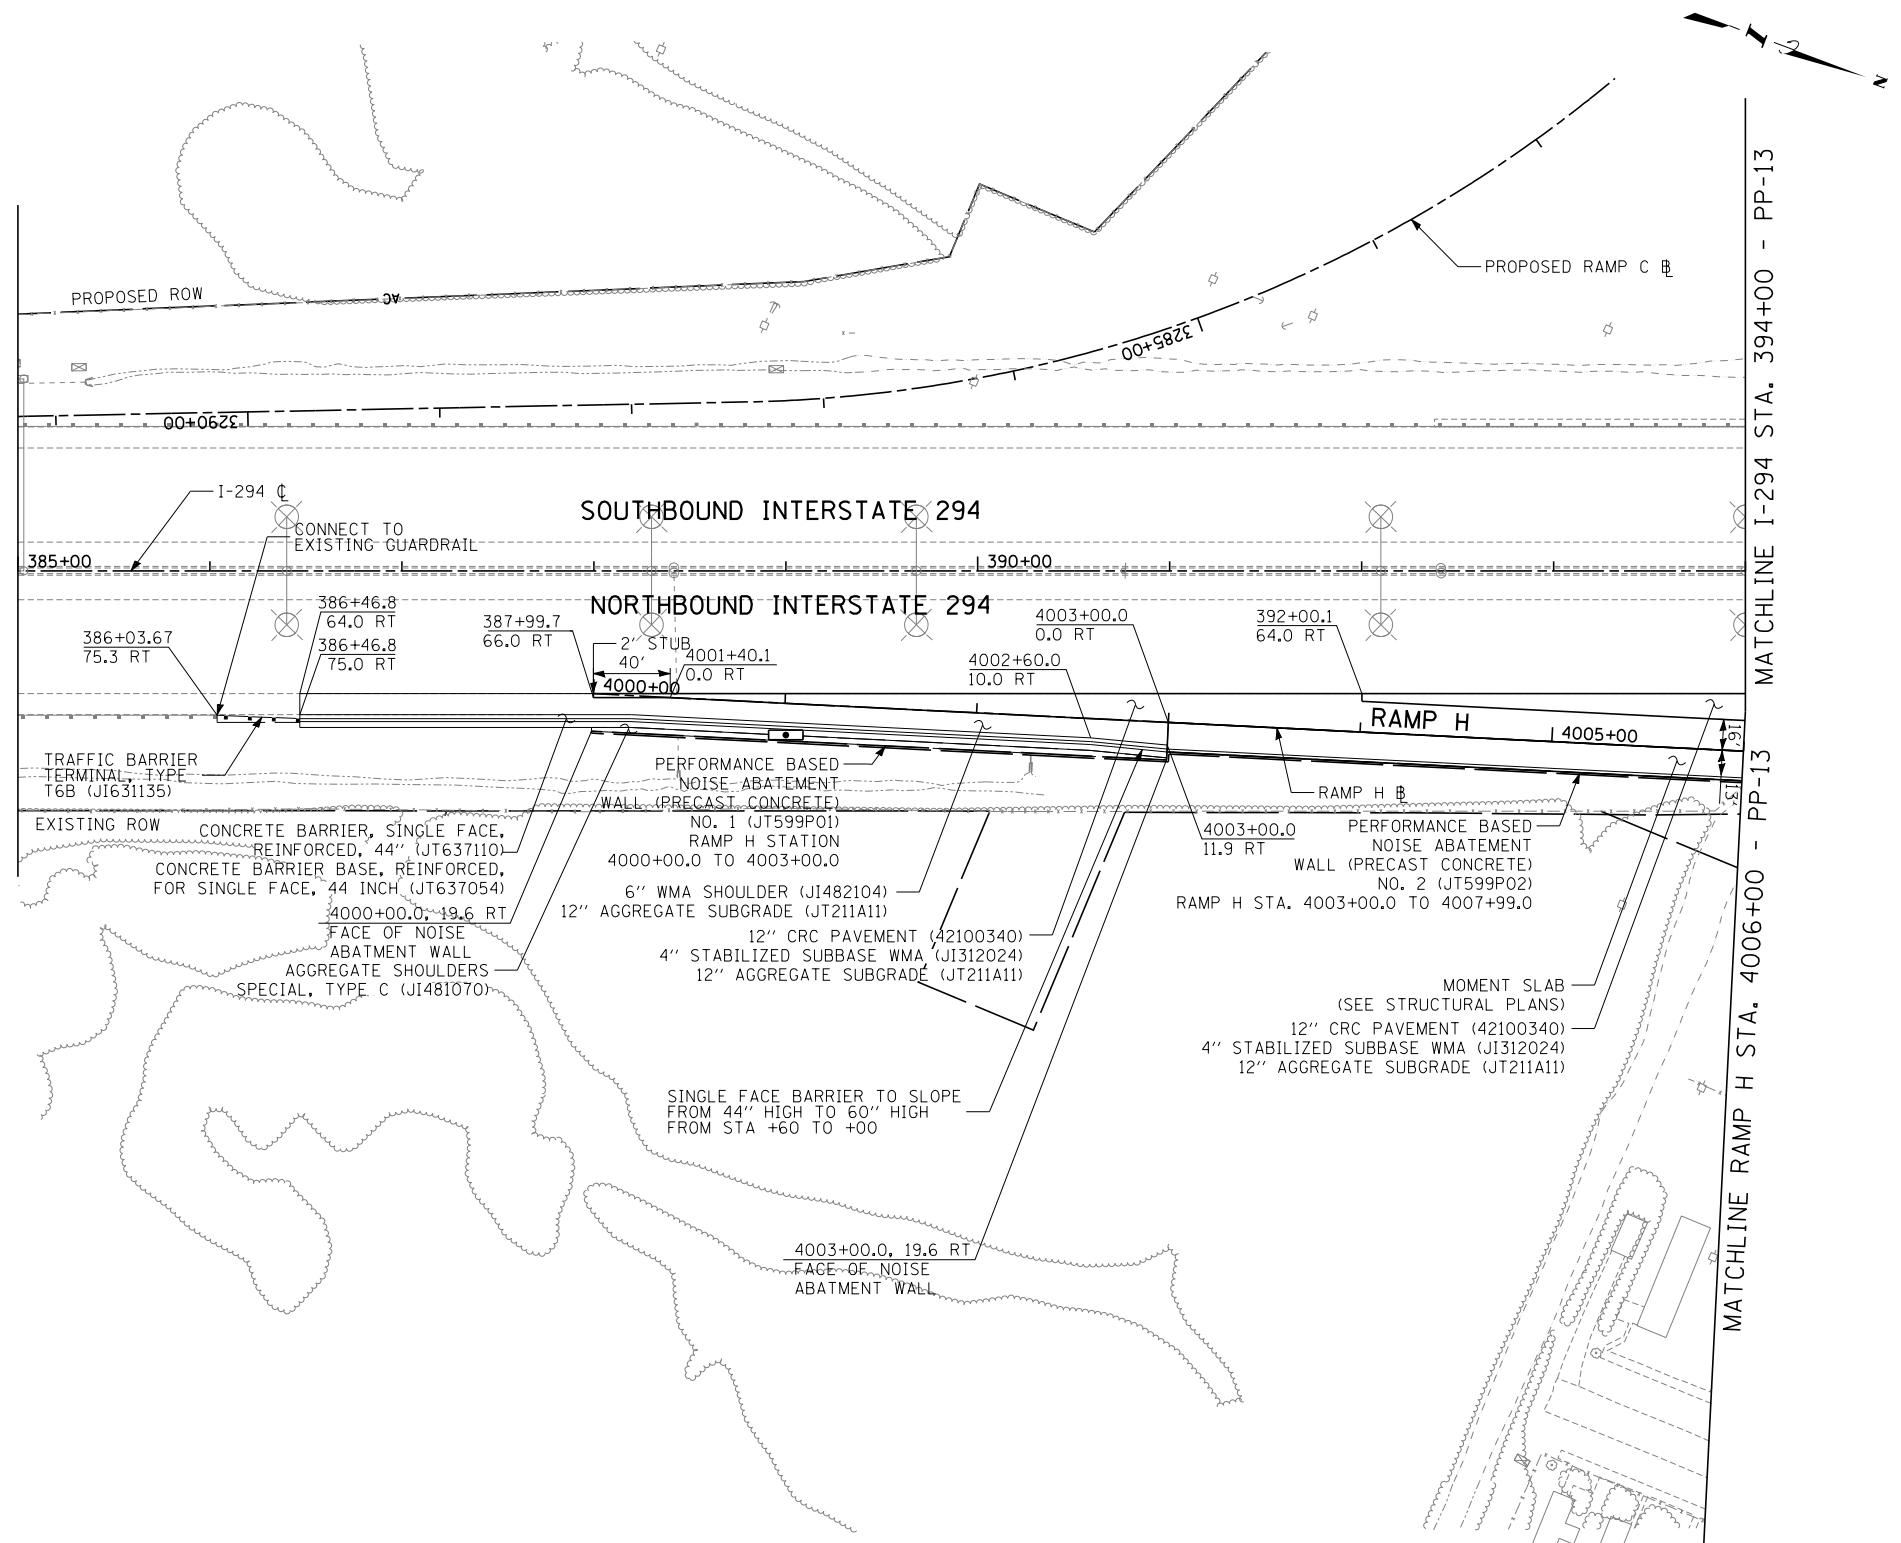 N
PROPOSED ROW
AC
PROPOSED RAMP C BL
3285+00
3290+00
MATCHLINE I-294 STA. 394+00 - PP-13
I-294 CL
SOUTHBOUND INTERSTATE 294
CONNECT TO
EXISTING GUARDRAIL
385+00
390+00
NORTHBOUND INTERSTATE 294
386+03.67
75.3 RT
386+46.8
64.0 RT
386+46.8
75.0 RT
387+99.7
66.0 RT
2' STUB
40'
4000+00
4001+40.1
0.0 RT
4002+60.0
10.0 RT
4003+00.0
0.0 RT
392+00.1
64.0 RT
RAMP H
4005+00
16'
13'
RAMP H BL
TRAFFIC BARRIER
TERMINAL, TYPE
T6B (JI631135)
EXISTING ROW
CONCRETE BARRIER, SINGLE FACE,
REINFORCED, 44" (JT637110)
CONCRETE BARRIER BASE, REINFORCED,
FOR SINGLE FACE, 44 INCH (JT637054)
4000+00.0, 19.6 RT
FACE OF NOISE
ABATMENT WALL
AGGREGATE SHOULDERS
SPECIAL, TYPE C (JI481070)
PERFORMANCE BASED
NOISE ABATEMENT
WALL (PRECAST CONCRETE)
NO. 1 (JT599P01)
RAMP H STATION
4000+00.0 TO 4003+00.0
6" WMA SHOULDER (JI482104)
12" AGGREGATE SUBGRADE (JT211A11)
12" CRC PAVEMENT (42100340)
4" STABILIZED SUBBASE WMA (JI312024)
12" AGGREGATE SUBGRADE (JT211A11)
4003+00.0
11.9 RT
PERFORMANCE BASED
NOISE ABATEMENT
WALL (PRECAST CONCRETE)
NO. 2 (JT599P02)
RAMP H STA. 4003+00.0 TO 4007+99.0
MOMENT SLAB
(SEE STRUCTURAL PLANS)
12" CRC PAVEMENT (42100340)
4" STABILIZED SUBBASE WMA (JI312024)
12" AGGREGATE SUBGRADE (JT211A11)
SINGLE FACE BARRIER TO SLOPE
FROM 44" HIGH TO 60" HIGH
FROM STA +60 TO +00
4003+00.0, 19.6 RT
FACE OF NOISE
ABATMENT WALL
MATCHLINE RAMP H STA. 4006+00 - PP-13